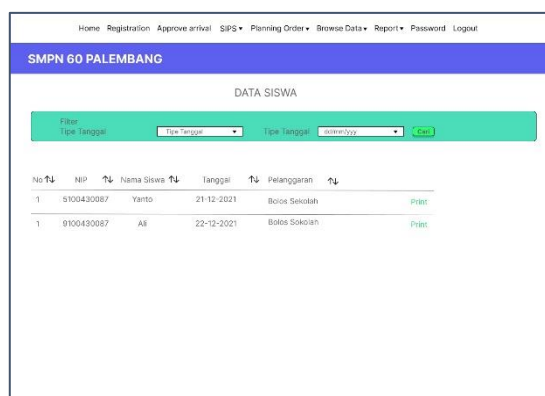 Home Registration Approve arrival SIPS Planning Order Browse Data Report Password Logout
SMPN 60 PALEMBANG
DATA SISWA
Filter
Tipe Tanggal Tipe Tanggal Tipe Tanggal dd/mm/yyy Cari
No NIP Nama Siswa Tanggal Pelanggaran
1 5100430087 Yanto 21-12-2021 Bolos Sekolah Print
1 9100430087 Ali 22-12-2021 Bolos Sokolah Print